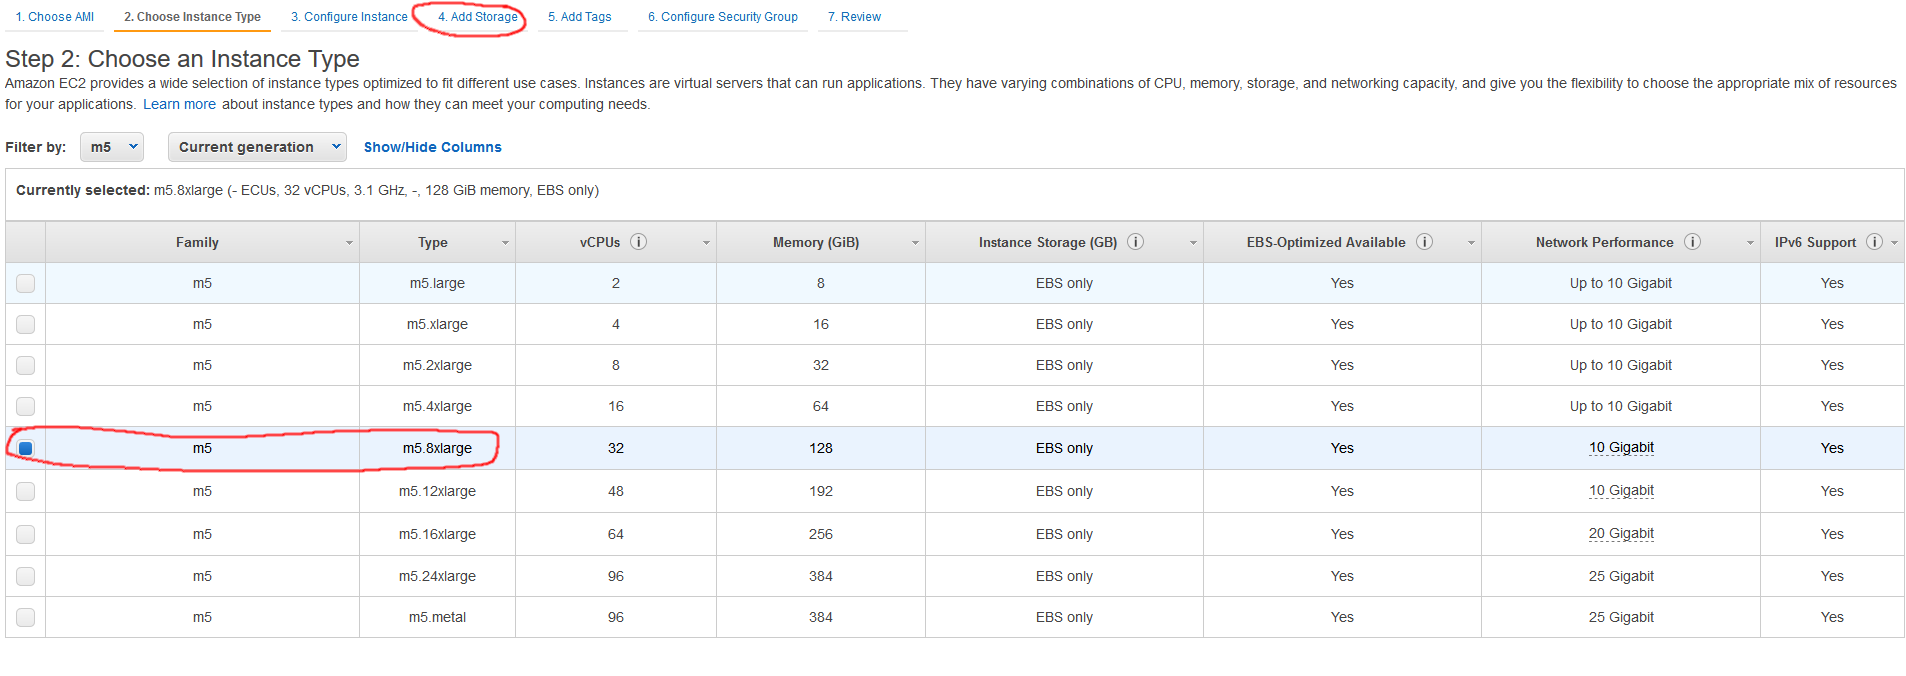 1. Choose AMI 2. Choose Instance Type 3. Configure Instance 4. Add Storage 5. Add Tags 6. Configure Security Group 7. Review
Step 2: Choose an Instance Type
Amazon EC2 provides a wide selection of instance types optimized to fit different use cases. Instances are virtual servers that can run applications. They have varying combinations of CPU, memory, storage, and networking capacity, and give you the flexibility to choose the appropriate mix of resources
for your applications. Learn more about instance types and how they can meet your computing needs.
Filter by: m5 Current generation Show/Hide Columns
Currently selected: m5.8xlarge (- ECUs, 32 vCPUs, 3.1 GHz, -, 128 GiB memory, EBS only)
Family Type vCPUs i Memory (GiB) Instance Storage (GB) i EBS-Optimized Available i Network Performance i IPv6 Support i
m5 m5.large 2 8 EBS only Yes Up to 10 Gigabit Yes
m5 m5.xlarge 4 16 EBS only Yes Up to 10 Gigabit Yes
m5 m5.2xlarge 8 32 EBS only Yes Up to 10 Gigabit Yes
m5 m5.4xlarge 16 64 EBS only Yes Up to 10 Gigabit Yes
m5 m5.8xlarge 32 128 EBS only Yes 10 Gigabit Yes
m5 m5.12xlarge 48 192 EBS only Yes 10 Gigabit Yes
m5 m5.16xlarge 64 256 EBS only Yes 20 Gigabit Yes
m5 m5.24xlarge 96 384 EBS only Yes 25 Gigabit Yes
m5 m5.metal 96 384 EBS only Yes 25 Gigabit Yes